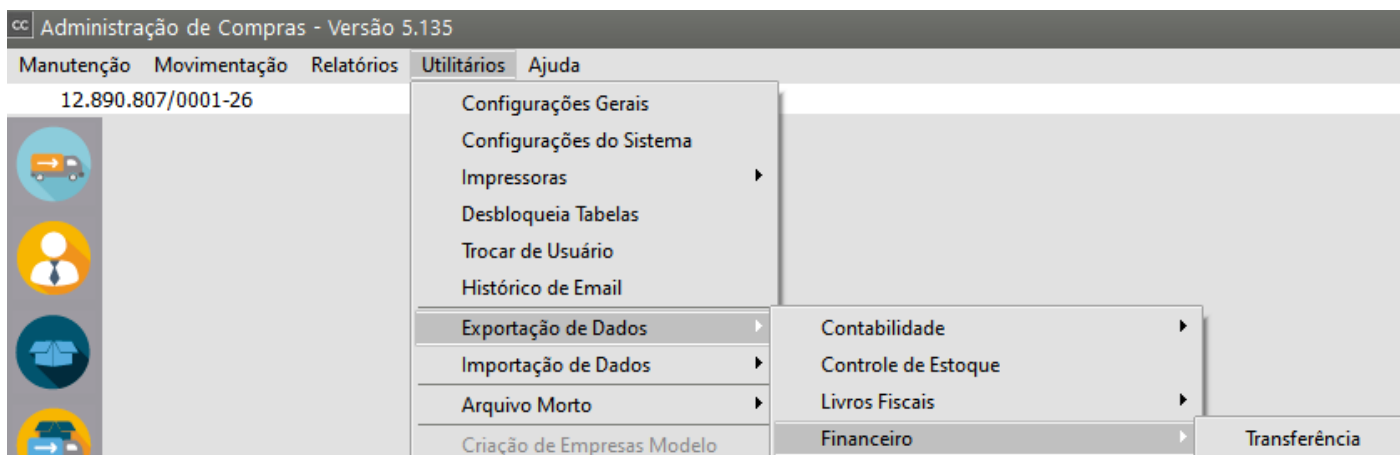 cc Administração de Compras - Versão 5.135
Manutenção Movimentação Relatórios Utilitários Ajuda
12.890.807/0001-26
Configurações Gerais
Configurações do Sistema
Impressoras
Desbloqueia Tabelas
Trocar de Usuário
Histórico de Email
Exportação de Dados
Importação de Dados
Arquivo Morto
Criação de Empresas Modelo
Contabilidade
Controle de Estoque
Livros Fiscais
Financeiro
Transferência